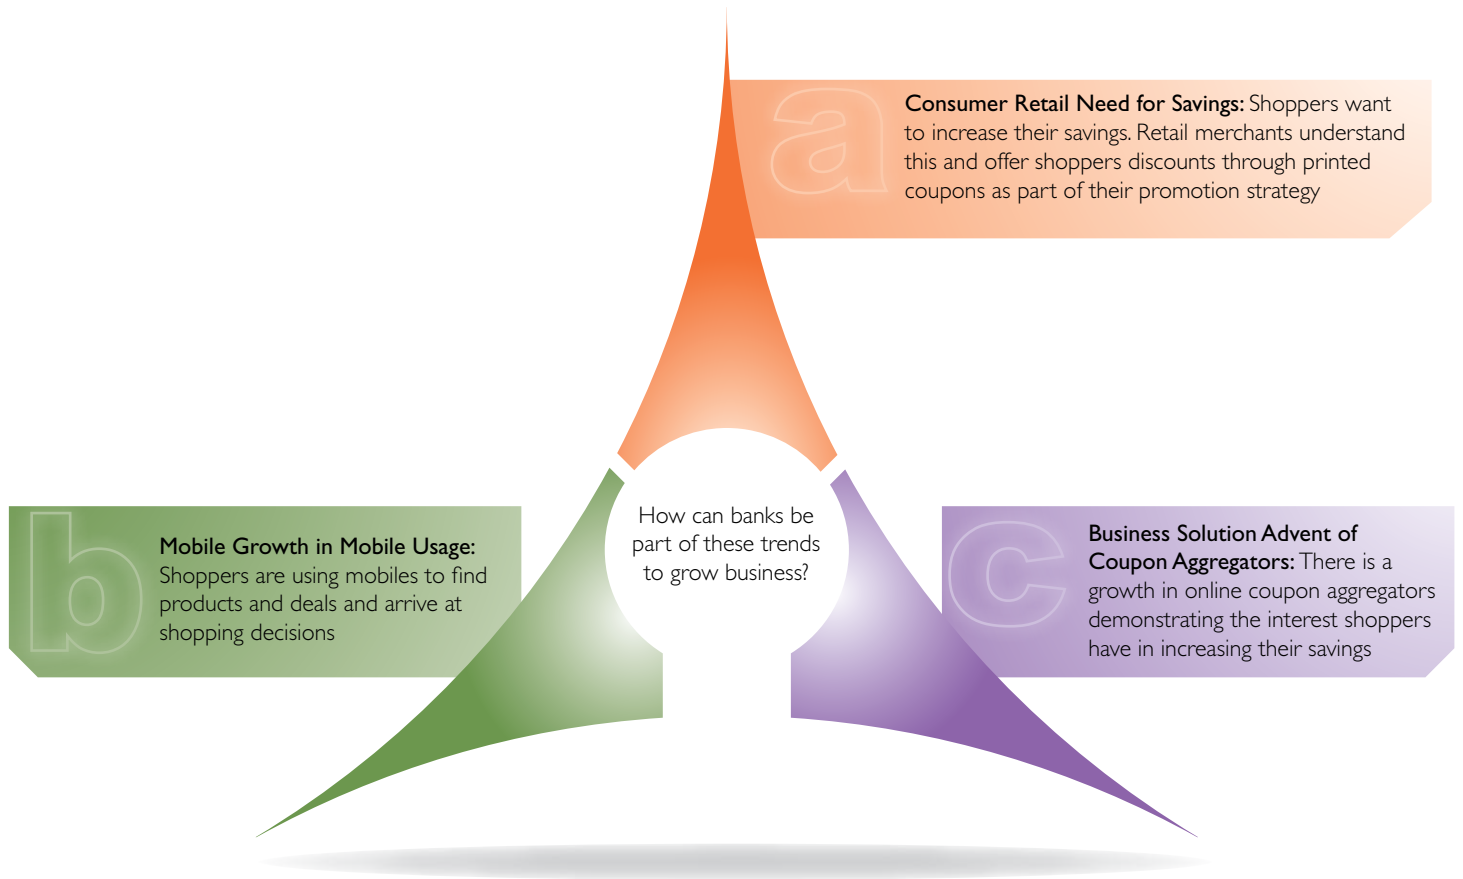 a
Consumer Retail Need for Savings: Shoppers want
to increase their savings. Retail merchants understand
this and offer shoppers discounts through printed
coupons as part of their promotion strategy
How can banks be
part of these trends
to grow business?
b
Mobile Growth in Mobile Usage:
Shoppers are using mobiles to find
products and deals and arrive at
shopping decisions
c
Business Solution Advent of
Coupon Aggregators: There is a
growth in online coupon aggregators
demonstrating the interest shoppers
have in increasing their savings